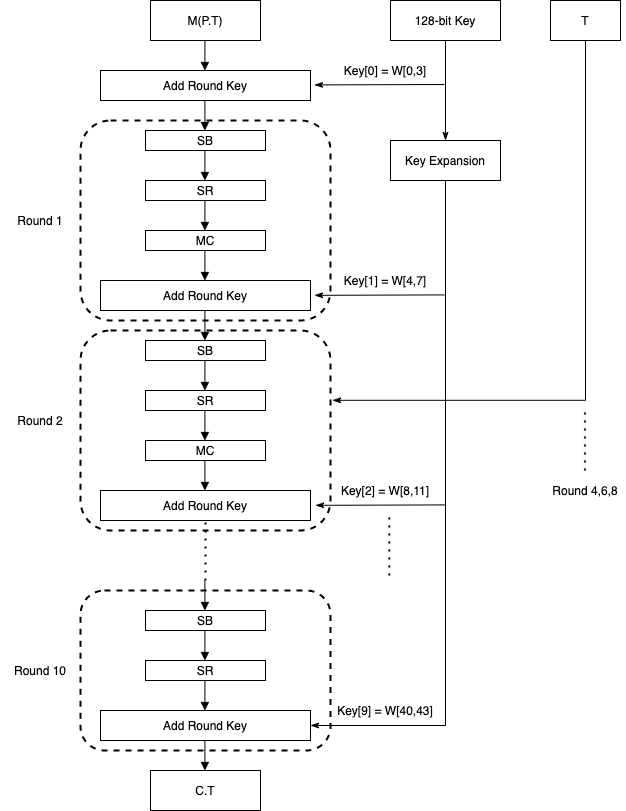 M(P.T)
128-bit Key
T
Key[0] = W[0,3]
Add Round Key
SB
Key Expansion
SR
Round 1
MC
Key[1] = W[4,7]
Add Round Key
SB
SR
Round 2
MC
Key[2] = W[8,11]
Round 4,6,8
Add Round Key
SB
SR
Round 10
Key[9] = W[40,43]
Add Round Key
C.T